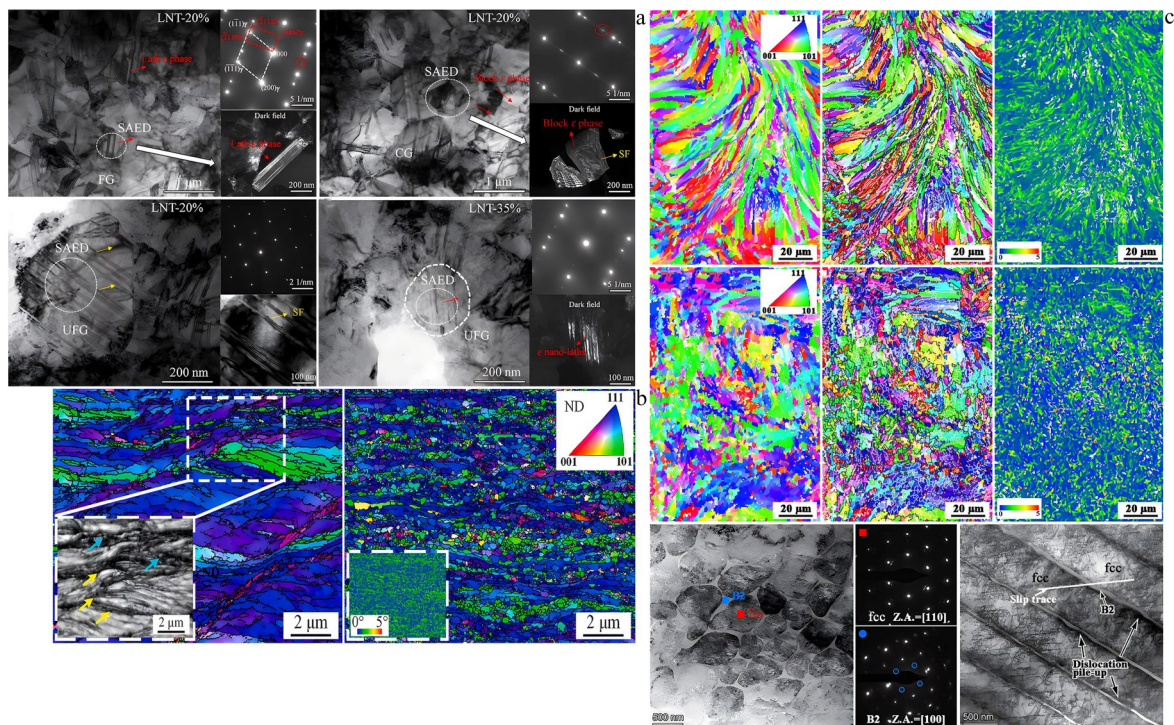 a
LNT-20%
Lath ε phase
SAED
FG
1 μm
(1̄1̄1)γ
0000
(1̄1̄1)γ
(200)γ
5 1/nm
Dark field
Lath ε phase
200 nm
LNT-20%
SAED
Block ε phase
CG
1 μm
5 1/nm
Dark field
Block ε phase
SF
200 nm
LNT-20%
SAED
UFG
200 nm
2 1/nm
SF
100 nm
LNT-35%
SAED
UFG
200 nm
5 1/nm
Dark field
ε nano-laths
100 nm
b
2 μm
2 μm
ND
111
001
101
0°
5°
2 μm
c
111
001 101
20 μm
20 μm
0 5
20 μm
111
001 101
20 μm
20 μm
0 5
20 μm
B2
fcc
500 nm
fcc Z.A.=[110]
B2 Z.A.=[100]
fcc
fcc
Slip trace
B2
Dislocation
pile-up
500 nm